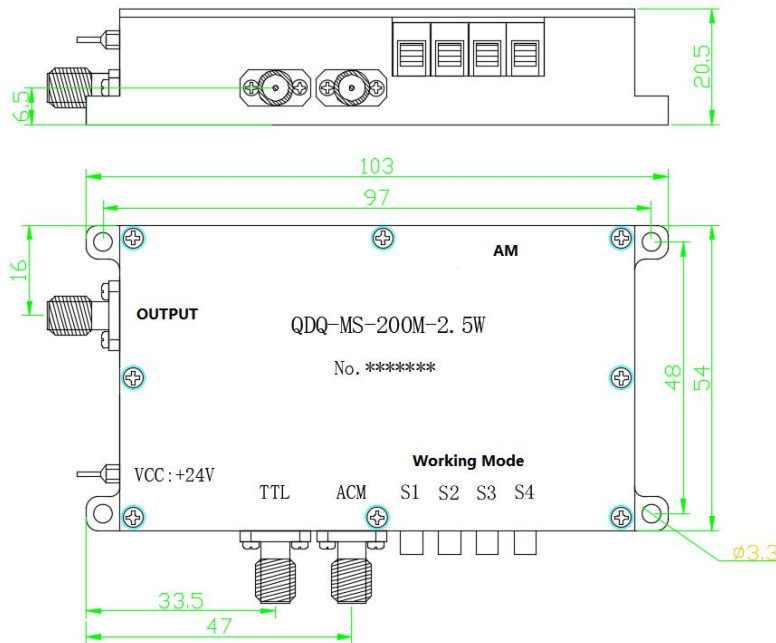 6.5
20.5
103
97
16
AM
OUTPUT
QDQ-MS-200M-2.5W
No.*******
48
54
Working Mode
VCC:+24V
TTL
ACM
S1
S2
S3
S4
ø3.3
33.5
47